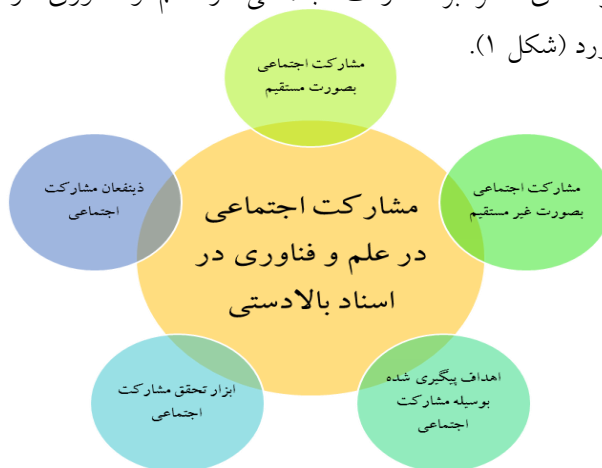 ورد (شکل ۱).
مشارکت اجتماعی
بصورت مستقیم
مشارکت اجتماعی
بصورت غیر مستقیم
ذینفعان مشارکت
اجتماعی
مشارکت اجتماعی
در علم و فناوری در
اسناد بالادستی
اهداف پیگیری شده
بوسیله مشارکت
اجتماعی
ابزار تحقق مشارکت
اجتماعی